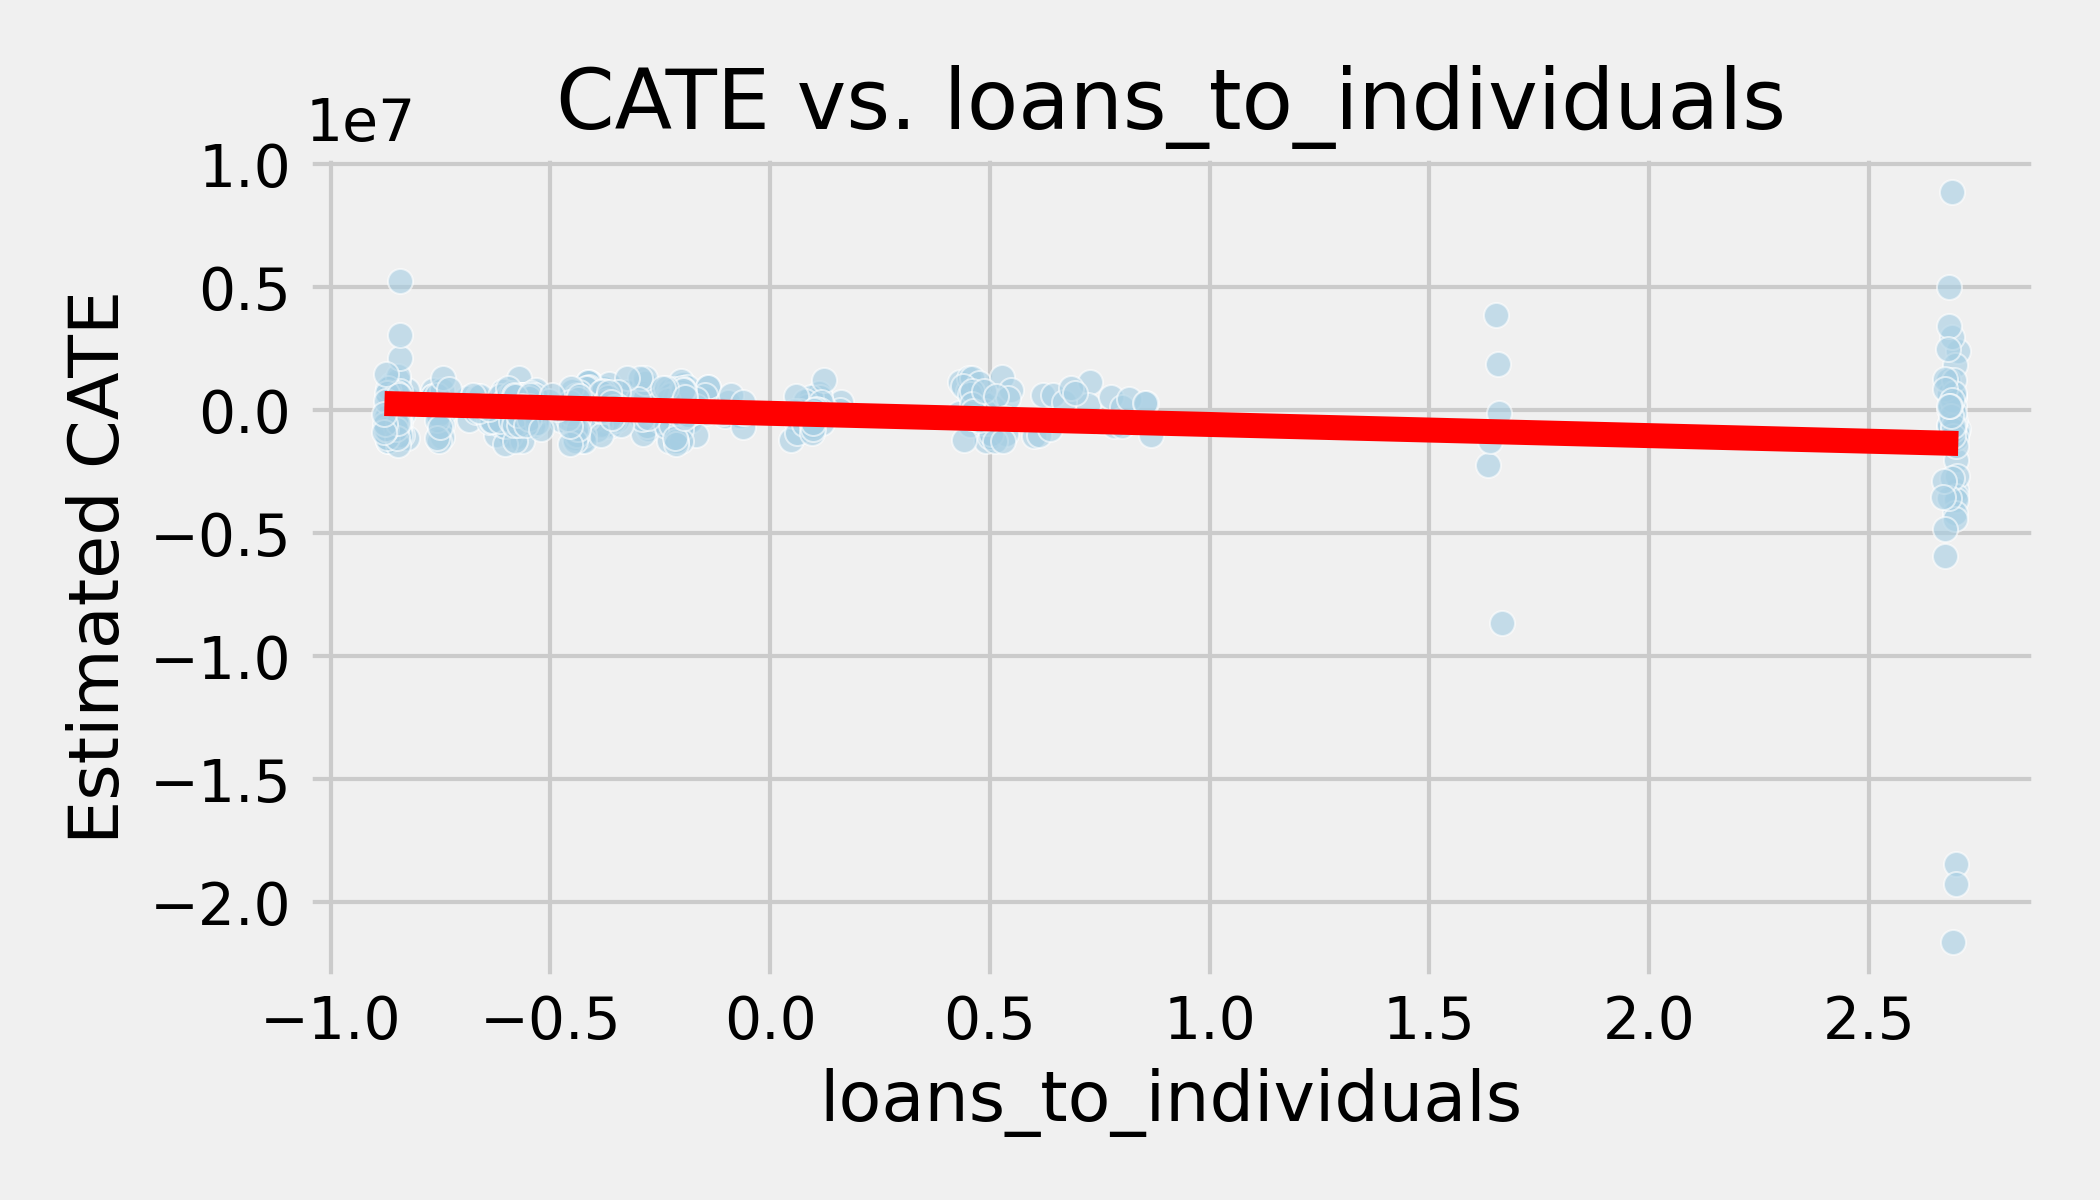 CATE vs. loans_to_individuals
1e7
1.0
0.5
0.0
−0.5
−1.0
−1.5
−2.0
Estimated CATE
−1.0 −0.5 0.0 0.5 1.0 1.5 2.0 2.5
loans_to_individuals